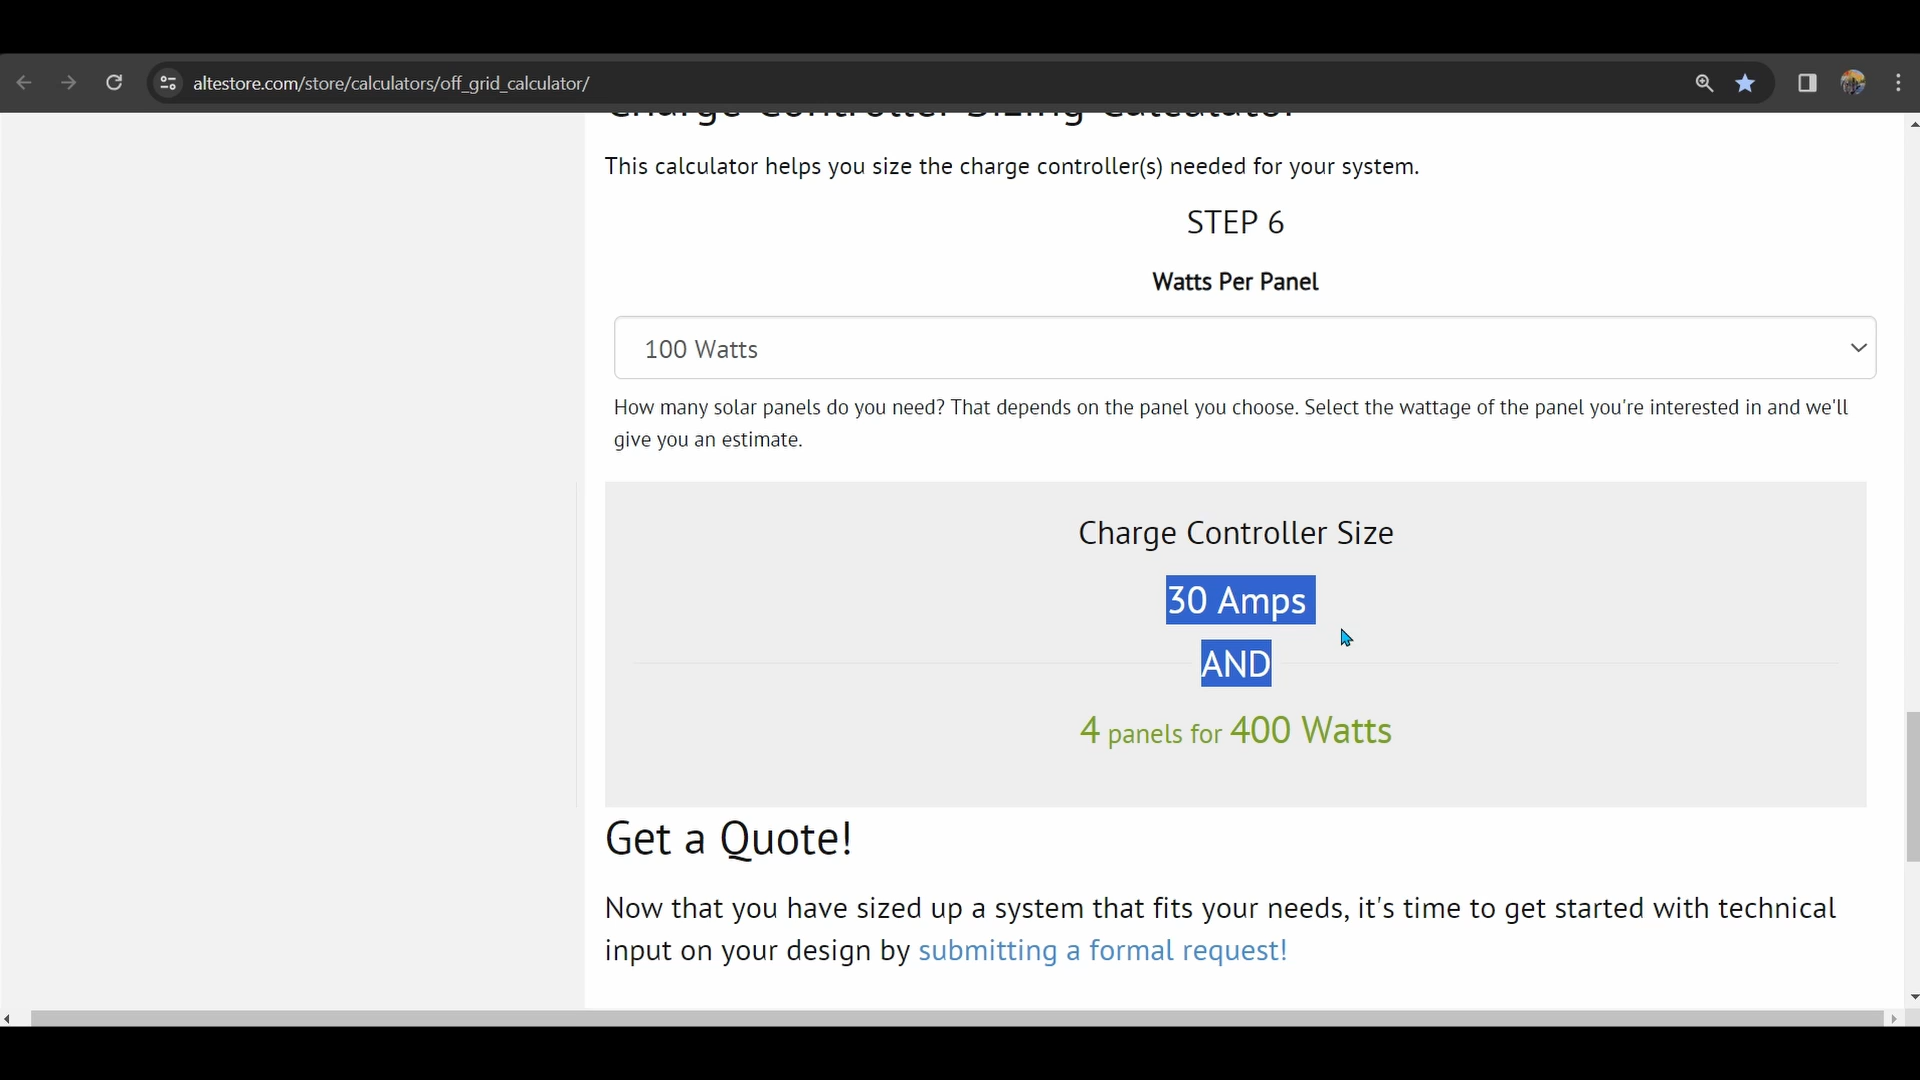 altestore.com/store/calculators/off_grid_calculator/
Charge Controller Sizing Calculator
This calculator helps you size the charge controller(s) needed for your system.
STEP 6
Watts Per Panel
100 Watts
How many solar panels do you need? That depends on the panel you choose. Select the wattage of the panel you're interested in and we'll
give you an estimate.
Charge Controller Size
30 Amps
AND
4 panels for 400 Watts
Get a Quote!
Now that you have sized up a system that fits your needs, it's time to get started with technical
input on your design by submitting a formal request!